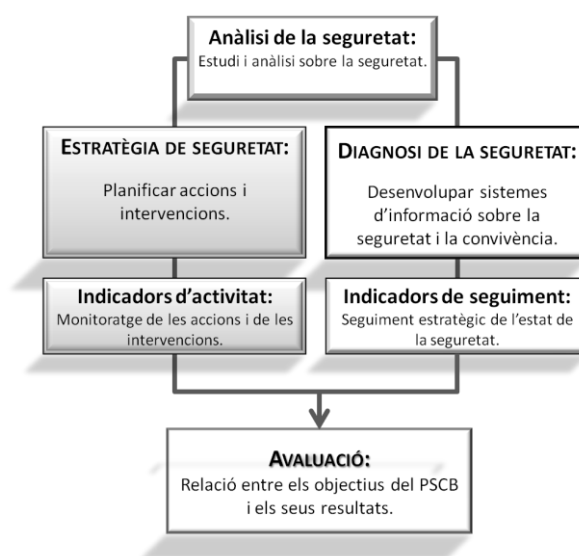 Anàlisi de la seguretat:
Estudi i anàlisi sobre la seguretat.
ESTRATÈGIA DE SEGURETAT:
Planificar accions i
intervencions.
DIAGNOSI DE LA SEGURETAT:
Desenvolupar sistemes
d’informació sobre la
seguretat i la convivència.
Indicadors d’activitat:
Monitoratge de les accions i de les
intervencions.
Indicadors de seguiment:
Seguiment estratègic de l’estat de
la seguretat.
AVALUACIÓ:
Relació entre els objectius del PSCB
i els seus resultats.